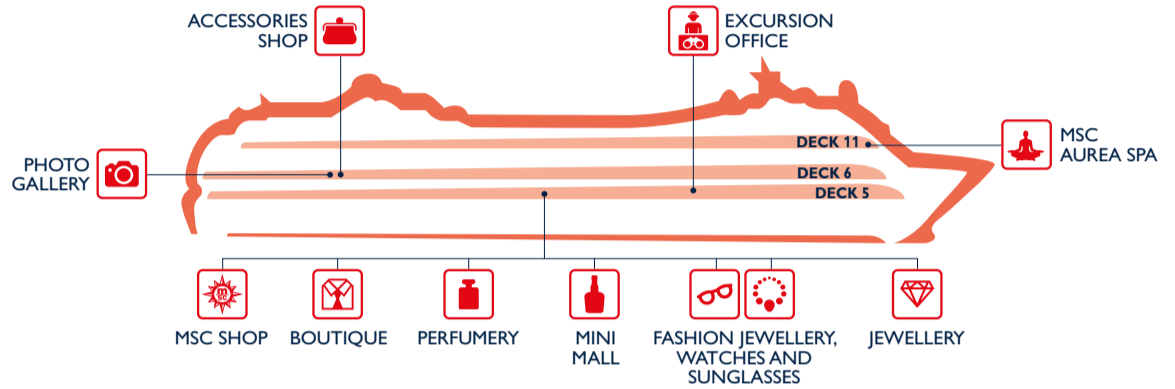 ACCESSORIES
SHOP
EXCURSION
OFFICE
DECK 11
MSC
AUREA SPA
PHOTO
GALLERY
DECK 6
DECK 5
m
sc
MSC SHOP
BOUTIQUE
PERFUMERY
MINI
MALL
FASHION JEWELLERY,
WATCHES AND
SUNGLASSES
JEWELLERY